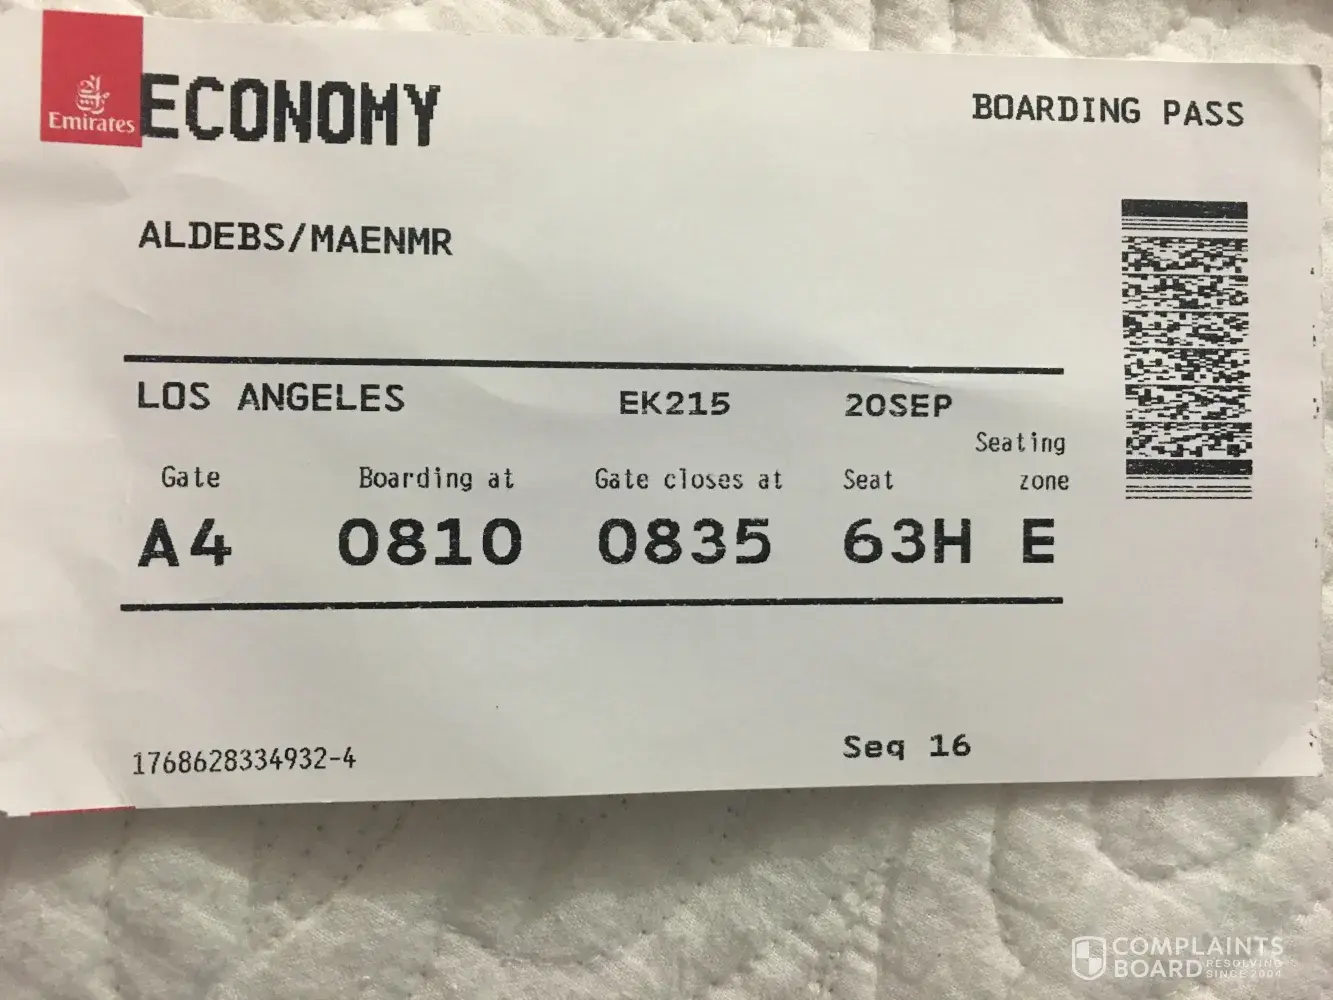 Emirates
ECONOMY
BOARDING PASS
ALDEBS/MAENMR
LOS ANGELES EK215 20SEP
Gate Boarding at Gate closes at Seat Seating zone
A4 0810 0835 63H E
1768628334932-4 Seq 16
COMPLAINTS
BOARD RESOLVING
SINCE 2004